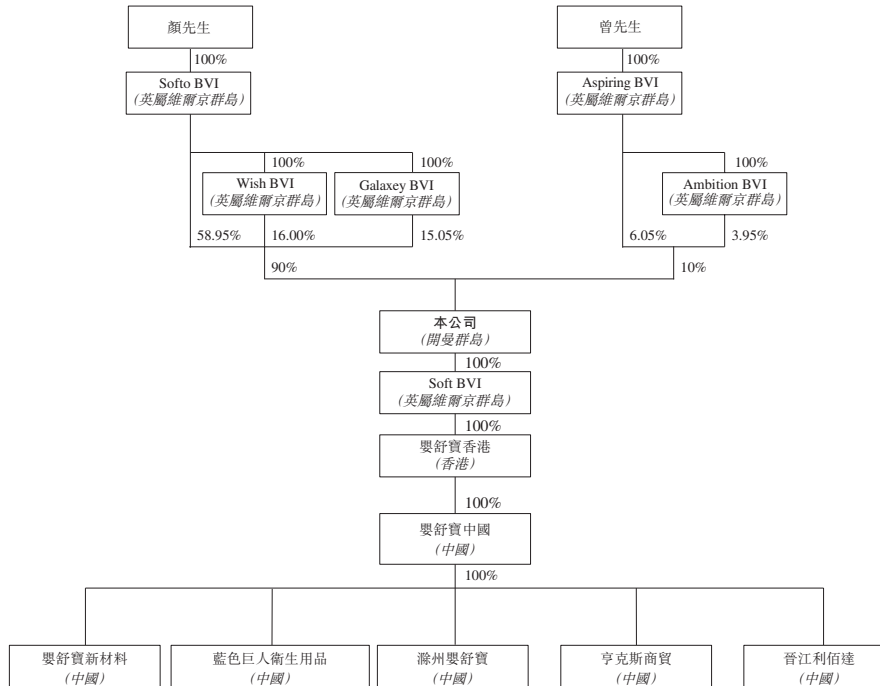 顏先生
曾先生
100%
100%
Softo BVI
(英屬維爾京群島)
Aspiring BVI
(英屬維爾京群島)
100%
100%
100%
Wish BVI
(英屬維爾京群島)
Galaxey BVI
(英屬維爾京群島)
Ambition BVI
(英屬維爾京群島)
58.95%
16.00%
15.05%
6.05%
3.95%
90%
10%
本公司
(開曼群島)
100%
Soft BVI
(英屬維爾京群島)
100%
嬰舒寶香港
(香港)
100%
嬰舒寶中國
(中國)
100%
嬰舒寶新材料
(中國)
藍色巨人衛生用品
(中國)
滁州嬰舒寶
(中國)
亨克斯商貿
(中國)
晉江利佰達
(中國)